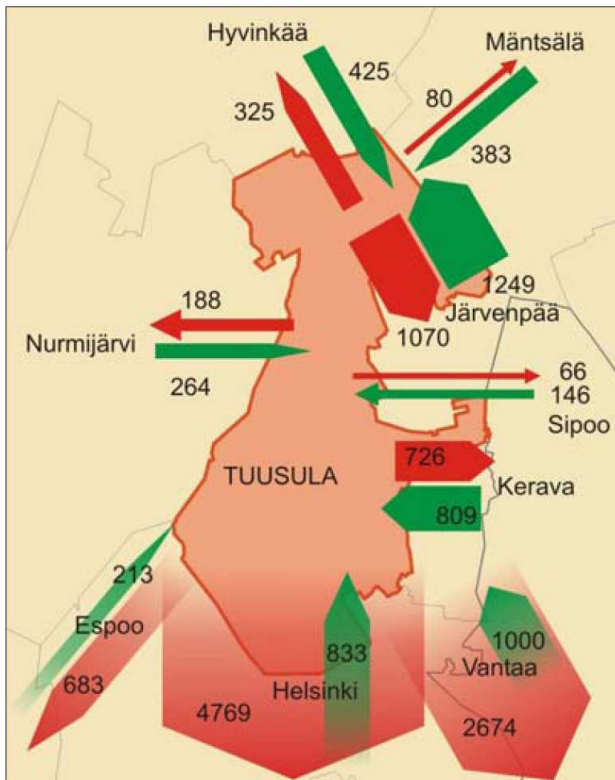 Hyvinkää
Mäntsälä
425
80
325
383
1249
Järvenpää
1070
188
Nurmijärvi
264
66
146
Sipoo
726
TUUSULA
Kerava
809
213
Espoo
683
833
Helsinki
4769
1000
Vantaa
2674